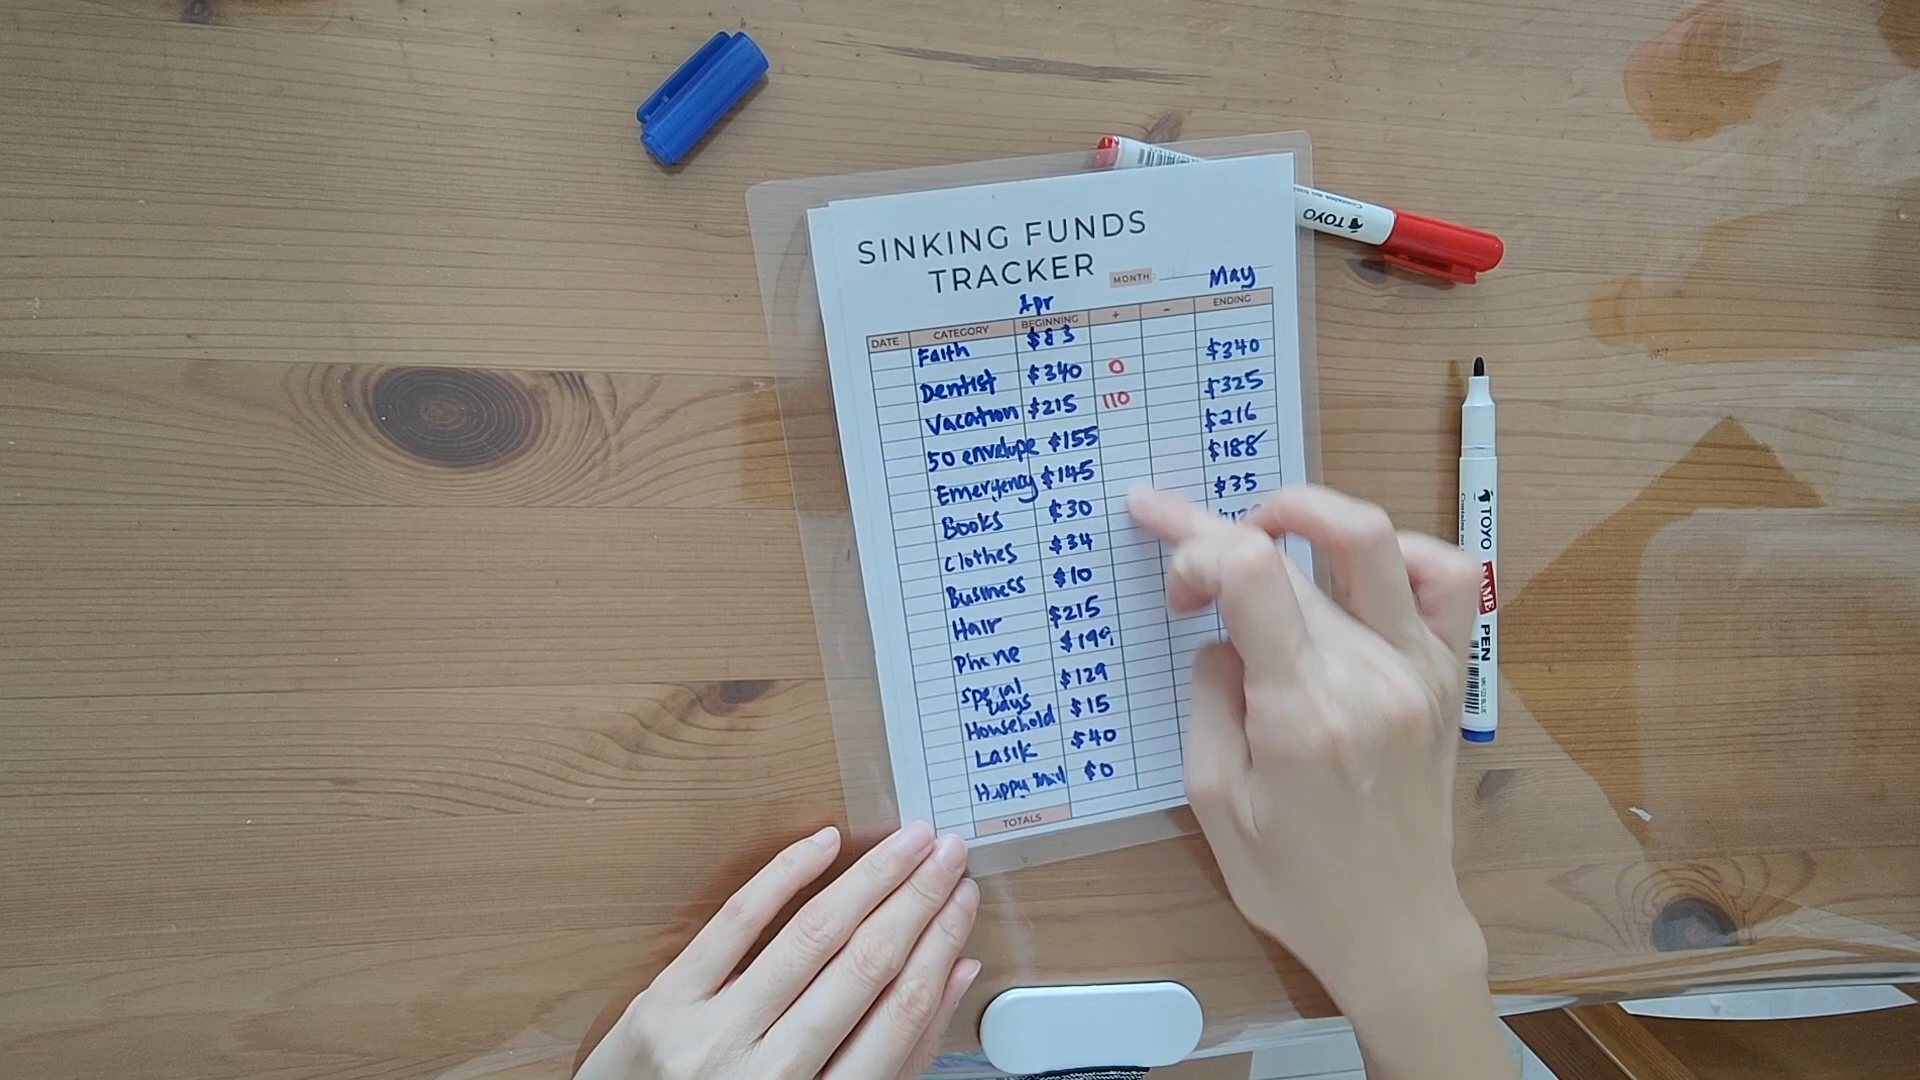 SINKING FUNDS
TRACKER
MONTH: May
Apr
DATE CATEGORY BEGINNING + - ENDING
Faith $83
Dentist $340 0 $340
Vacation $215 110 $325
50 envelope $155 $216
Emergency $145 $188
Books $30 $35
Clothes $34
Business $10
Hair $215
Phone $199
Special
days $129
Household $15
Lasik $40
Happy Mail $0
TOTALS
TOYO
TOYO
PEN